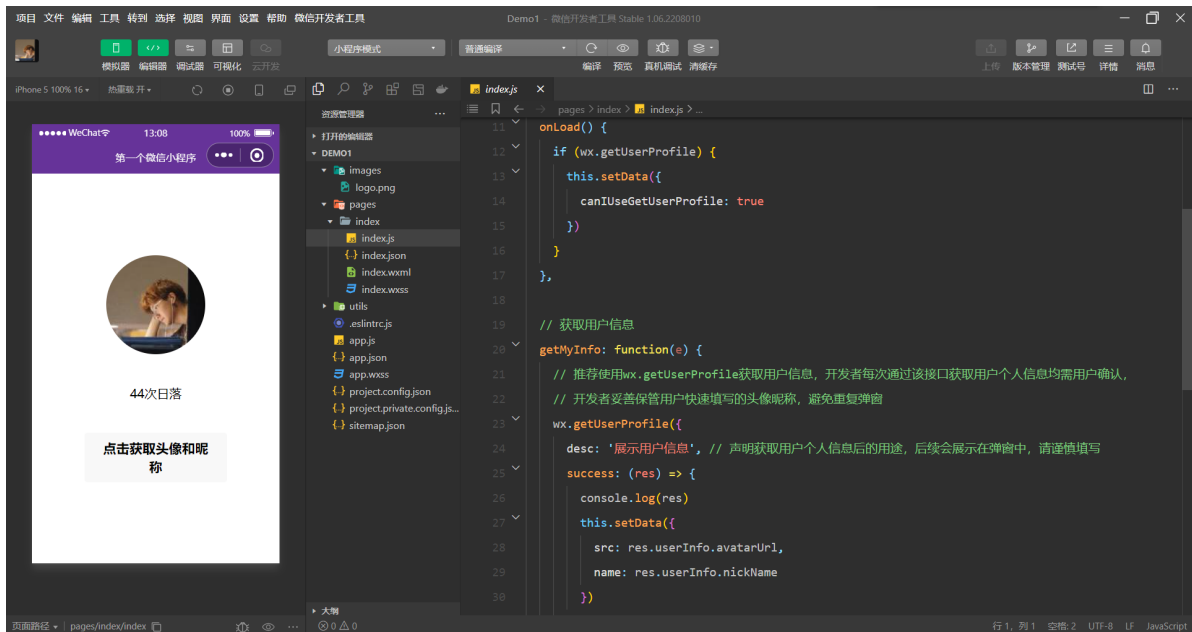 项目 文件 编辑 工具 转到 选择 视图 界面 设置 帮助 微信开发者工具
Demo1 - 微信开发者工具 Stable 1.06.2208010
小程序模式
普通编译
模拟器 编辑器 调试器 可视化 云开发
编译 预览 真机调试 清缓存
上传 版本管理 测试号 详情 消息
iPhone 5 100% 16
热重载 开
WeChat
13:08
100%
第一个微信小程序
44次日落
点击获取头像和昵
称
页面路径
pages/index/index
资源管理器
打开的编辑器
DEMO1
images
logo.png
pages
index
index.js
index.json
index.wxml
index.wxss
utils
.eslintrc.js
app.js
app.json
app.wxss
project.config.json
project.private.config.js...
sitemap.json
大纲
0 0
index.js
pages > index > index.js > ...
11 onLoad() {
12 if (wx.getUserProfile) {
13 this.setData({
14 canIUseGetUserProfile: true
15 })
16 }
17 },
18
19 // 获取用户信息
20 getMyInfo: function(e) {
21 // 推荐使用wx.getUserProfile获取用户信息，开发者每次通过该接口获取用户个人信息均需用户确认，
22 // 开发者妥善保管用户快速填写的头像昵称，避免重复弹窗
23 wx.getUserProfile({
24 desc: '展示用户信息', // 声明获取用户个人信息后的用途，后续会展示在弹窗中，请谨慎填写
25 success: (res) => {
26 console.log(res)
27 this.setData({
28 src: res.userInfo.avatarUrl,
29 name: res.userInfo.nickName
30 })
行 1，列 1 空格: 2 UTF-8 LF JavaScript